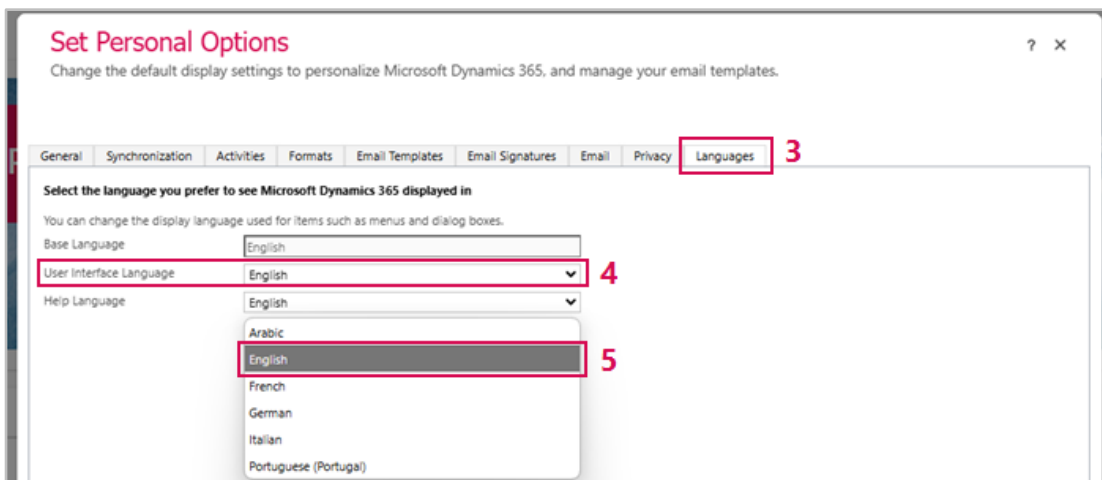 Set Personal Options
? ×
Change the default display settings to personalize Microsoft Dynamics 365, and manage your email templates.
General Synchronization Activities Formats Email Templates Email Signatures Email Privacy Languages 3
Select the language you prefer to see Microsoft Dynamics 365 displayed in
You can change the display language used for items such as menus and dialog boxes.
Base Language English
User Interface Language English 4
Help Language English
Arabic
English 5
French
German
Italian
Portuguese (Portugal)